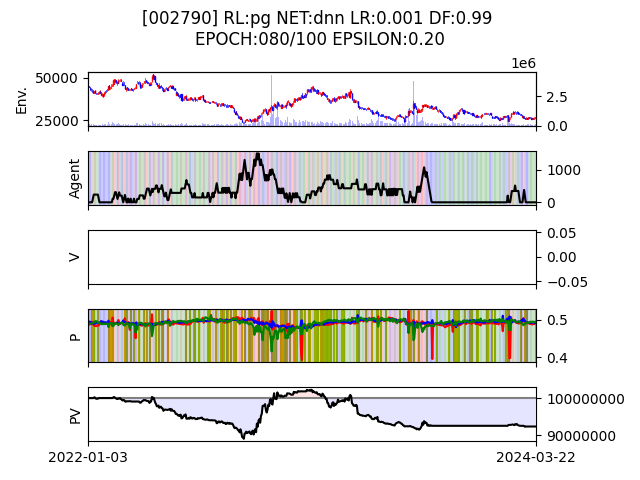 [002790] RL:pg NET:dnn LR:0.001 DF:0.99
EPOCH:080/100 EPSILON:0.20
1e6
50000
25000
Env.
2.5
0.0
Agent
1000
0
V
0.05
0.00
−0.05
P
0.5
0.4
PV
100000000
90000000
2022-01-03
2024-03-22